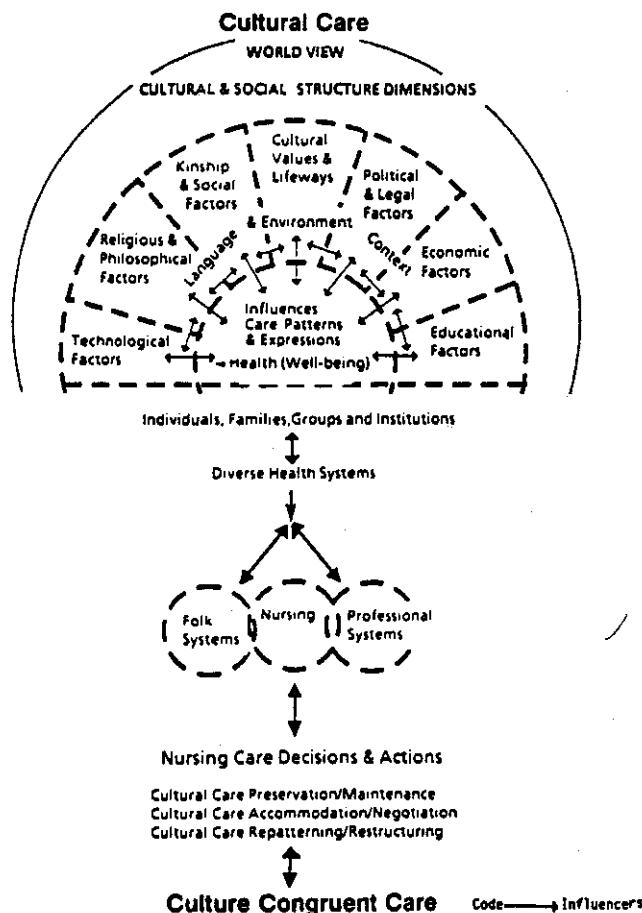 Cultural Care
WORLD VIEW
CULTURAL & SOCIAL STRUCTURE DIMENSIONS
Cultural
Values &
Lifeways
Kinship
& Social
Factors
Political
& Legal
Factors
Religious &
Philosophical
Factors
Language
& Environment
Context
Economic
Factors
Technological
Factors
Influences
Care Patterns
& Expressions
Health (Well-being)
Educational
Factors
Individuals, Families, Groups and Institutions
Diverse Health Systems
Folk
Systems
Nursing
Professional
Systems
Nursing Care Decisions & Actions
Cultural Care Preservation/Maintenance
Cultural Care Accommodation/Negotiation
Cultural Care Repatterning/Restructuring
Culture Congruent Care
Code Influencers